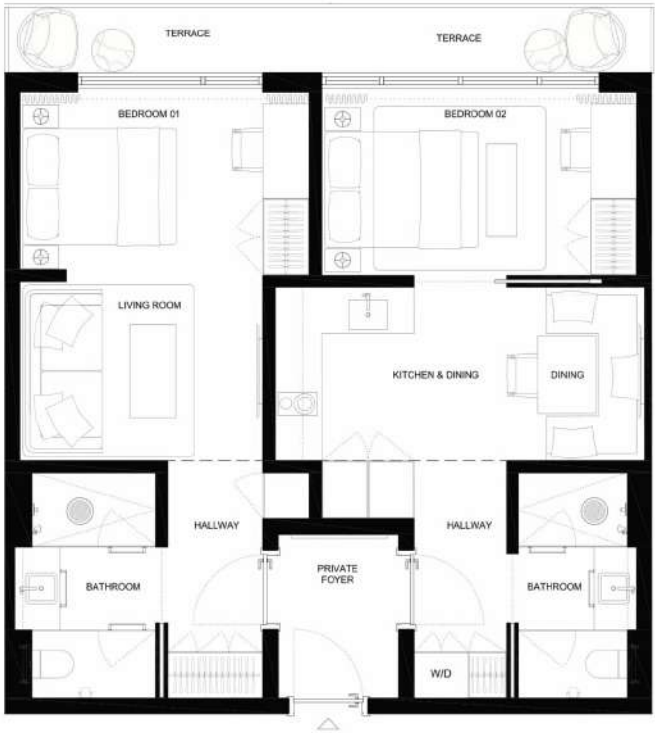 TERRACE
TERRACE
BEDROOM 01
BEDROOM 02
LIVING ROOM
KITCHEN & DINING
DINING
HALLWAY
HALLWAY
PRIVATE
FOYER
BATHROOM
BATHROOM
W/D